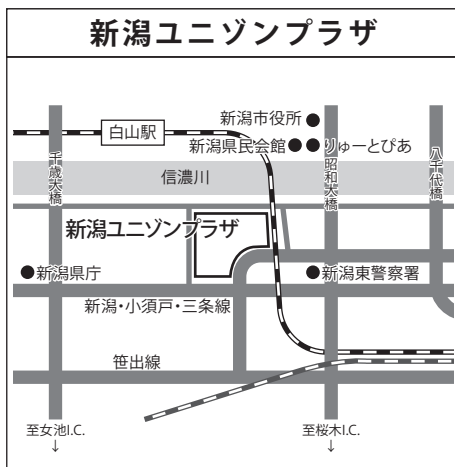 新潟ユニゾンプラザ
新潟市役所
白山駅
新潟県民会館
りゅーとぴあ
千歳大橋
信濃川
昭和大橋
八千代橋
新潟ユニゾンプラザ
新潟県庁
新潟東警察署
新潟・小須戸・三条線
笹出線
至女池I.C.
↓
至桜木I.C.
↓